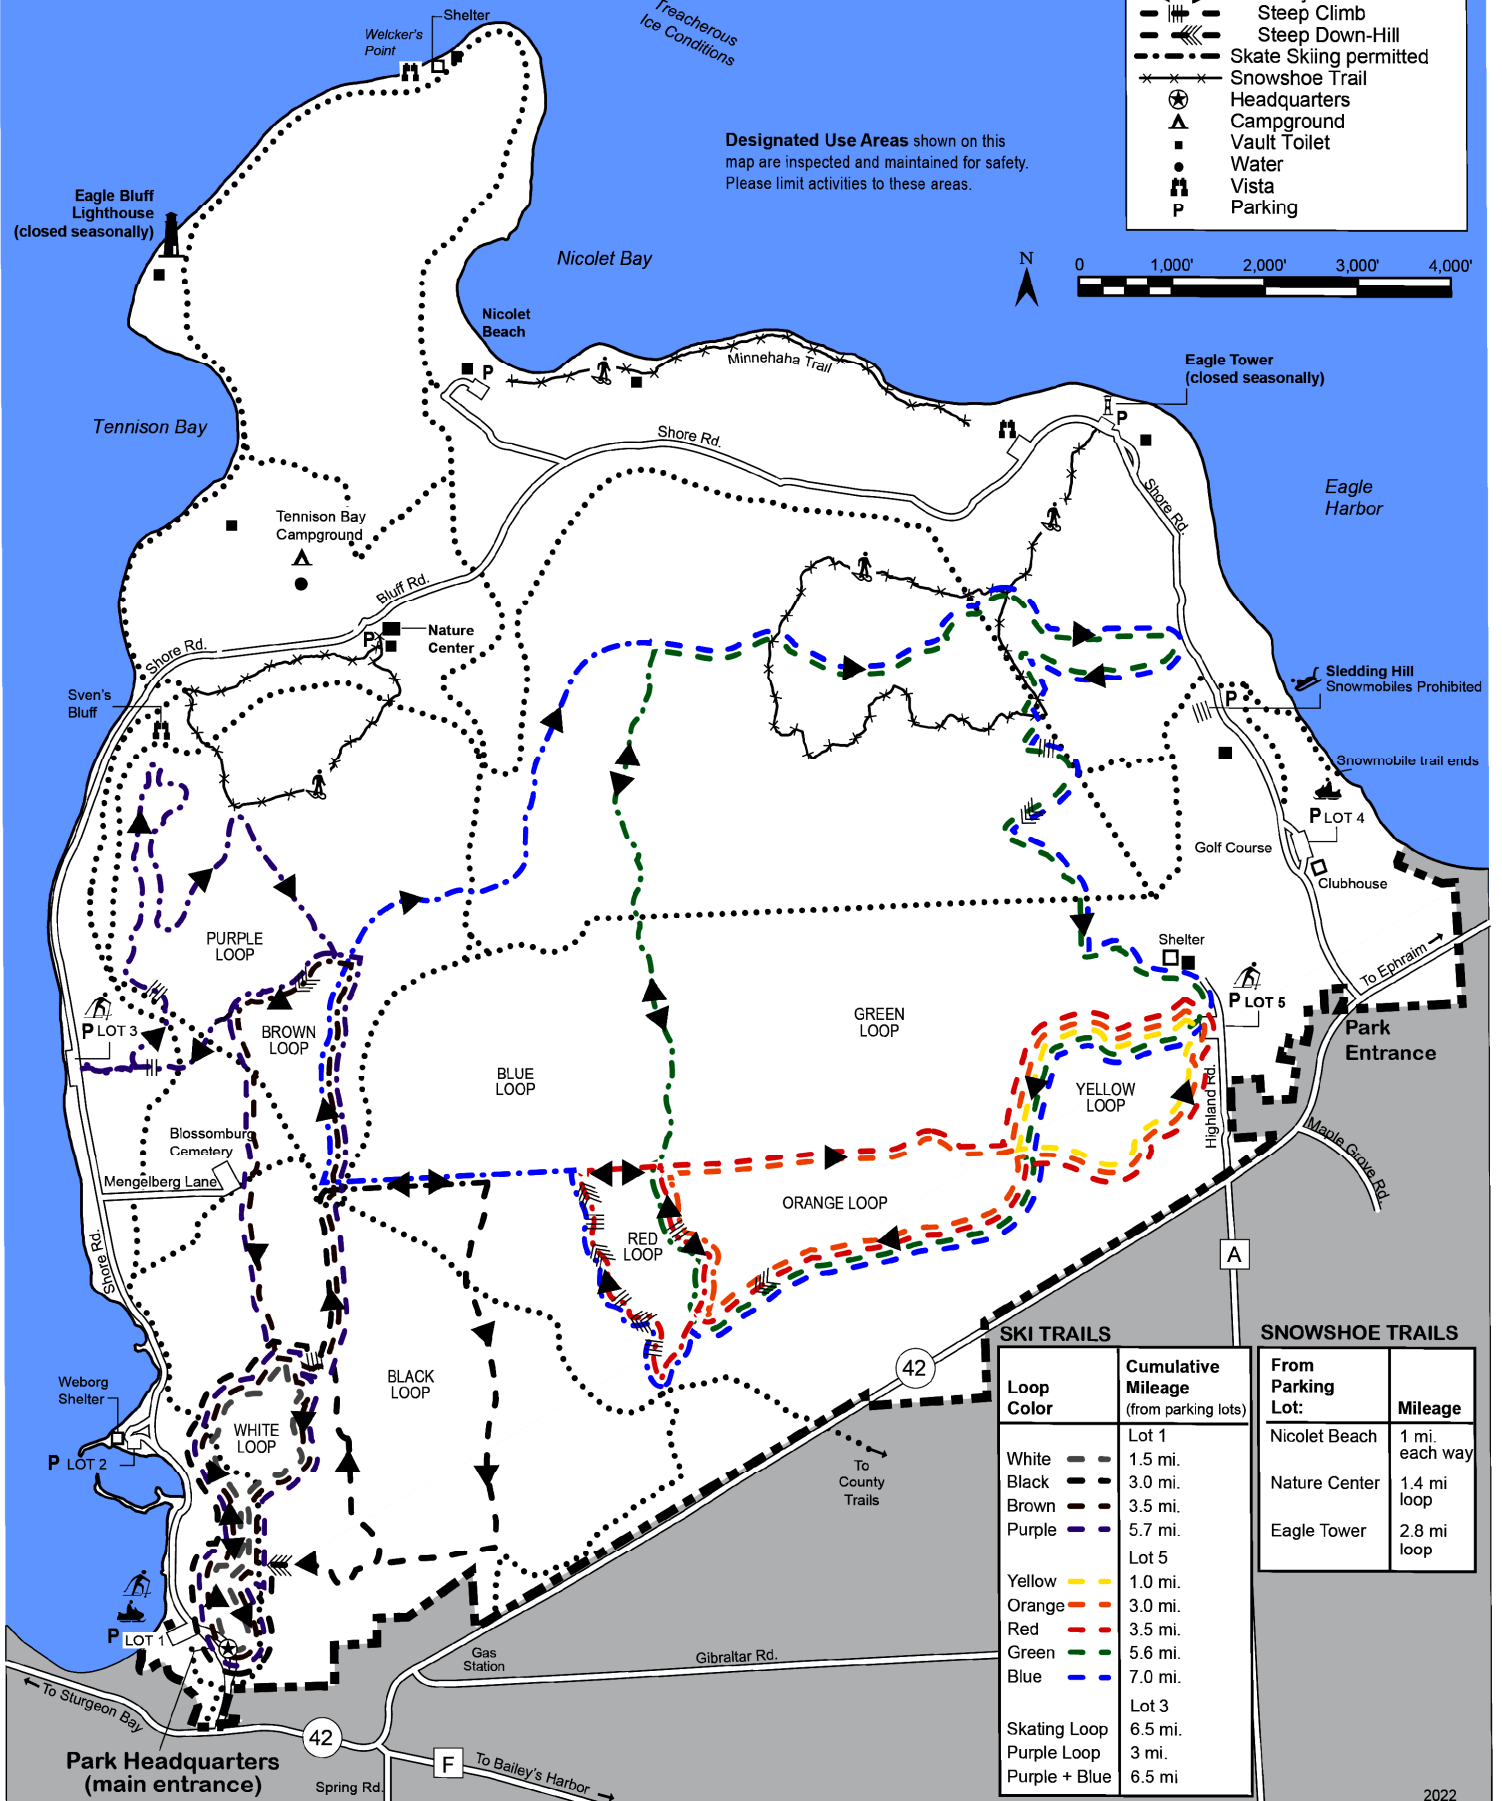 Shelter
Welcker's
Point
Treacherous
Ice Conditions
Steep Climb
Steep Down-Hill
Skate Skiing permitted
Snowshoe Trail
Headquarters
Campground
Vault Toilet
Water
Vista
P Parking
Designated Use Areas shown on this
map are inspected and maintained for safety.
Please limit activities to these areas.
Eagle Bluff
Lighthouse
(closed seasonally)
Nicolet Bay
N
0 1,000' 2,000' 3,000' 4,000'
Nicolet
Beach
P
Minnehaha Trail
Eagle Tower
(closed seasonally)
P
Tennison Bay
Shore Rd.
Shore Rd.
Eagle
Harbor
Tennison Bay
Campground
Bluff Rd.
P
Nature
Center
Shore Rd.
Sven's
Bluff
Sledding Hill
Snowmobiles Prohibited
P
Snowmobile trail ends
P LOT 4
Golf Course
Clubhouse
PURPLE
LOOP
Shelter
To Ephraim
P LOT 5
P LOT 3
BROWN
LOOP
GREEN
LOOP
Park
Entrance
BLUE
LOOP
YELLOW
LOOP
Highland Rd.
Maple Grove Rd.
Blossomburg
Cemetery
Mengelberg Lane
ORANGE LOOP
RED
LOOP
Shore Rd.
A
42
BLACK
LOOP
Weborg
Shelter
WHITE
LOOP
P LOT 2
To
County
Trails
SKI TRAILS
Loop
Color
Cumulative
Mileage
(from parking lots)
Lot 1
White 1.5 mi.
Black 3.0 mi.
Brown 3.5 mi.
Purple 5.7 mi.
Lot 5
Yellow 1.0 mi.
Orange 3.0 mi.
Red 3.5 mi.
Green 5.6 mi.
Blue 7.0 mi.
Lot 3
Skating Loop 6.5 mi.
Purple Loop 3 mi.
Purple + Blue 6.5 mi
SNOWSHOE TRAILS
From
Parking
Lot:
Mileage
Nicolet Beach 1 mi.
each way
Nature Center 1.4 mi
loop
Eagle Tower 2.8 mi
loop
P LOT 1
Gas
Station
Gibraltar Rd.
To Sturgeon Bay
42
Park Headquarters
(main entrance)
F
To Bailey's Harbor
Spring Rd.
2022